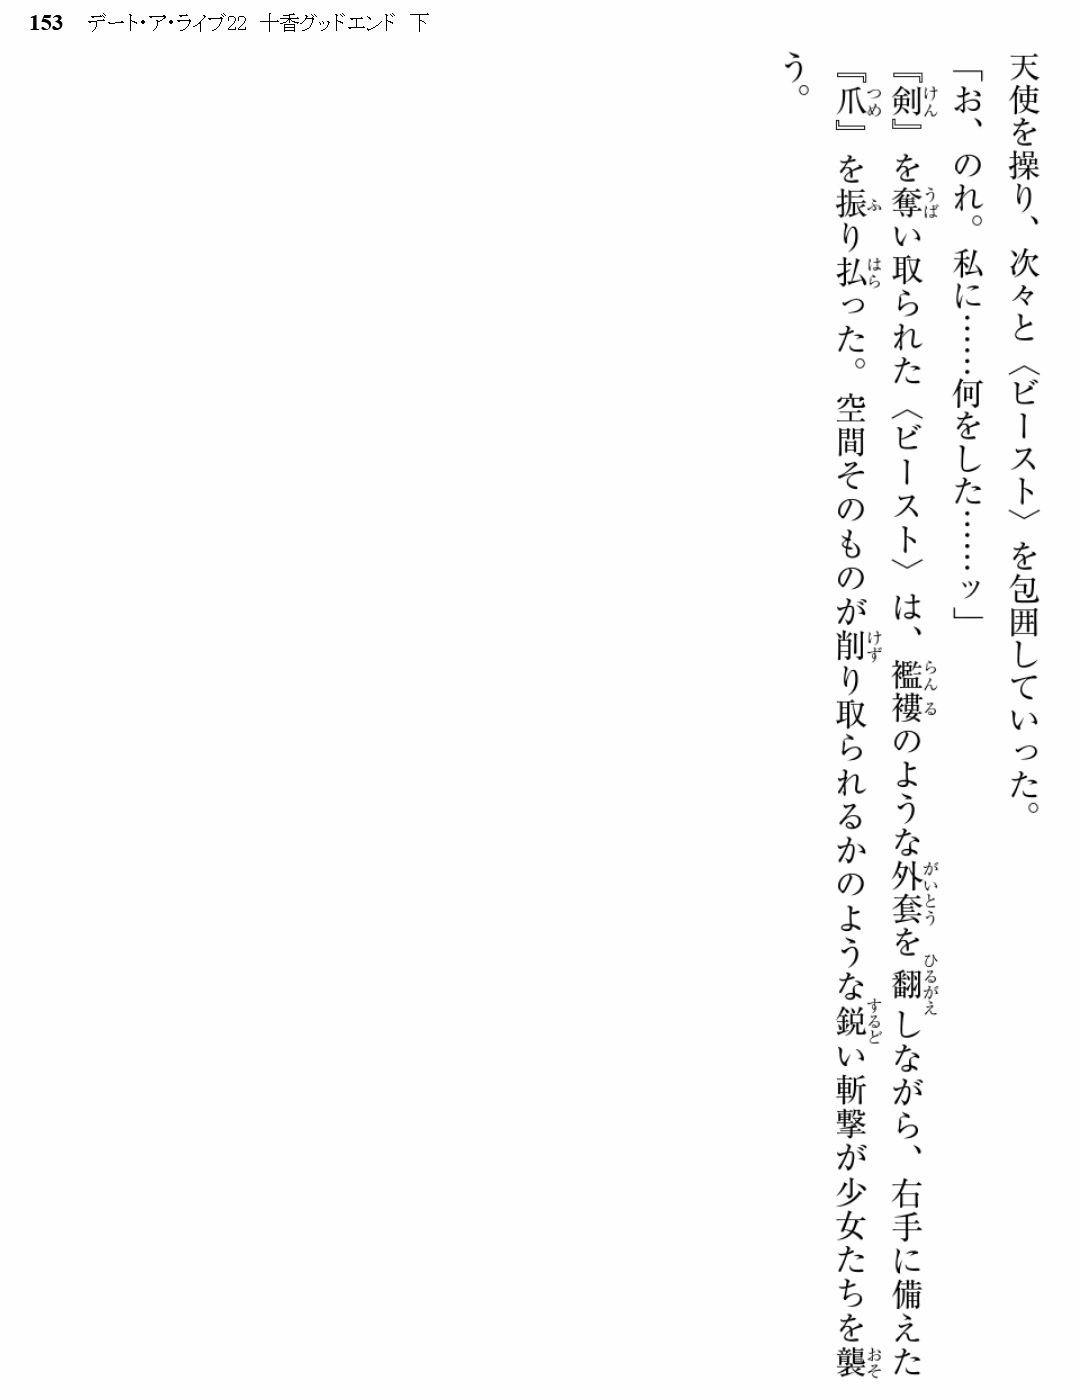 153 デート・ア・ライブ22 十香グッドエンド 下
天使を操り、次々と〈ビースト〉を包囲していった。
「お、のれ。私に……何をした……ッ」
『剣』を奪い取られた〈ビースト〉は、襤褸のような外套を翻しながら、右手に備えた
『爪』を振り払った。空間そのものが削り取られるかのような鋭い斬撃が少女たちを襲
う。